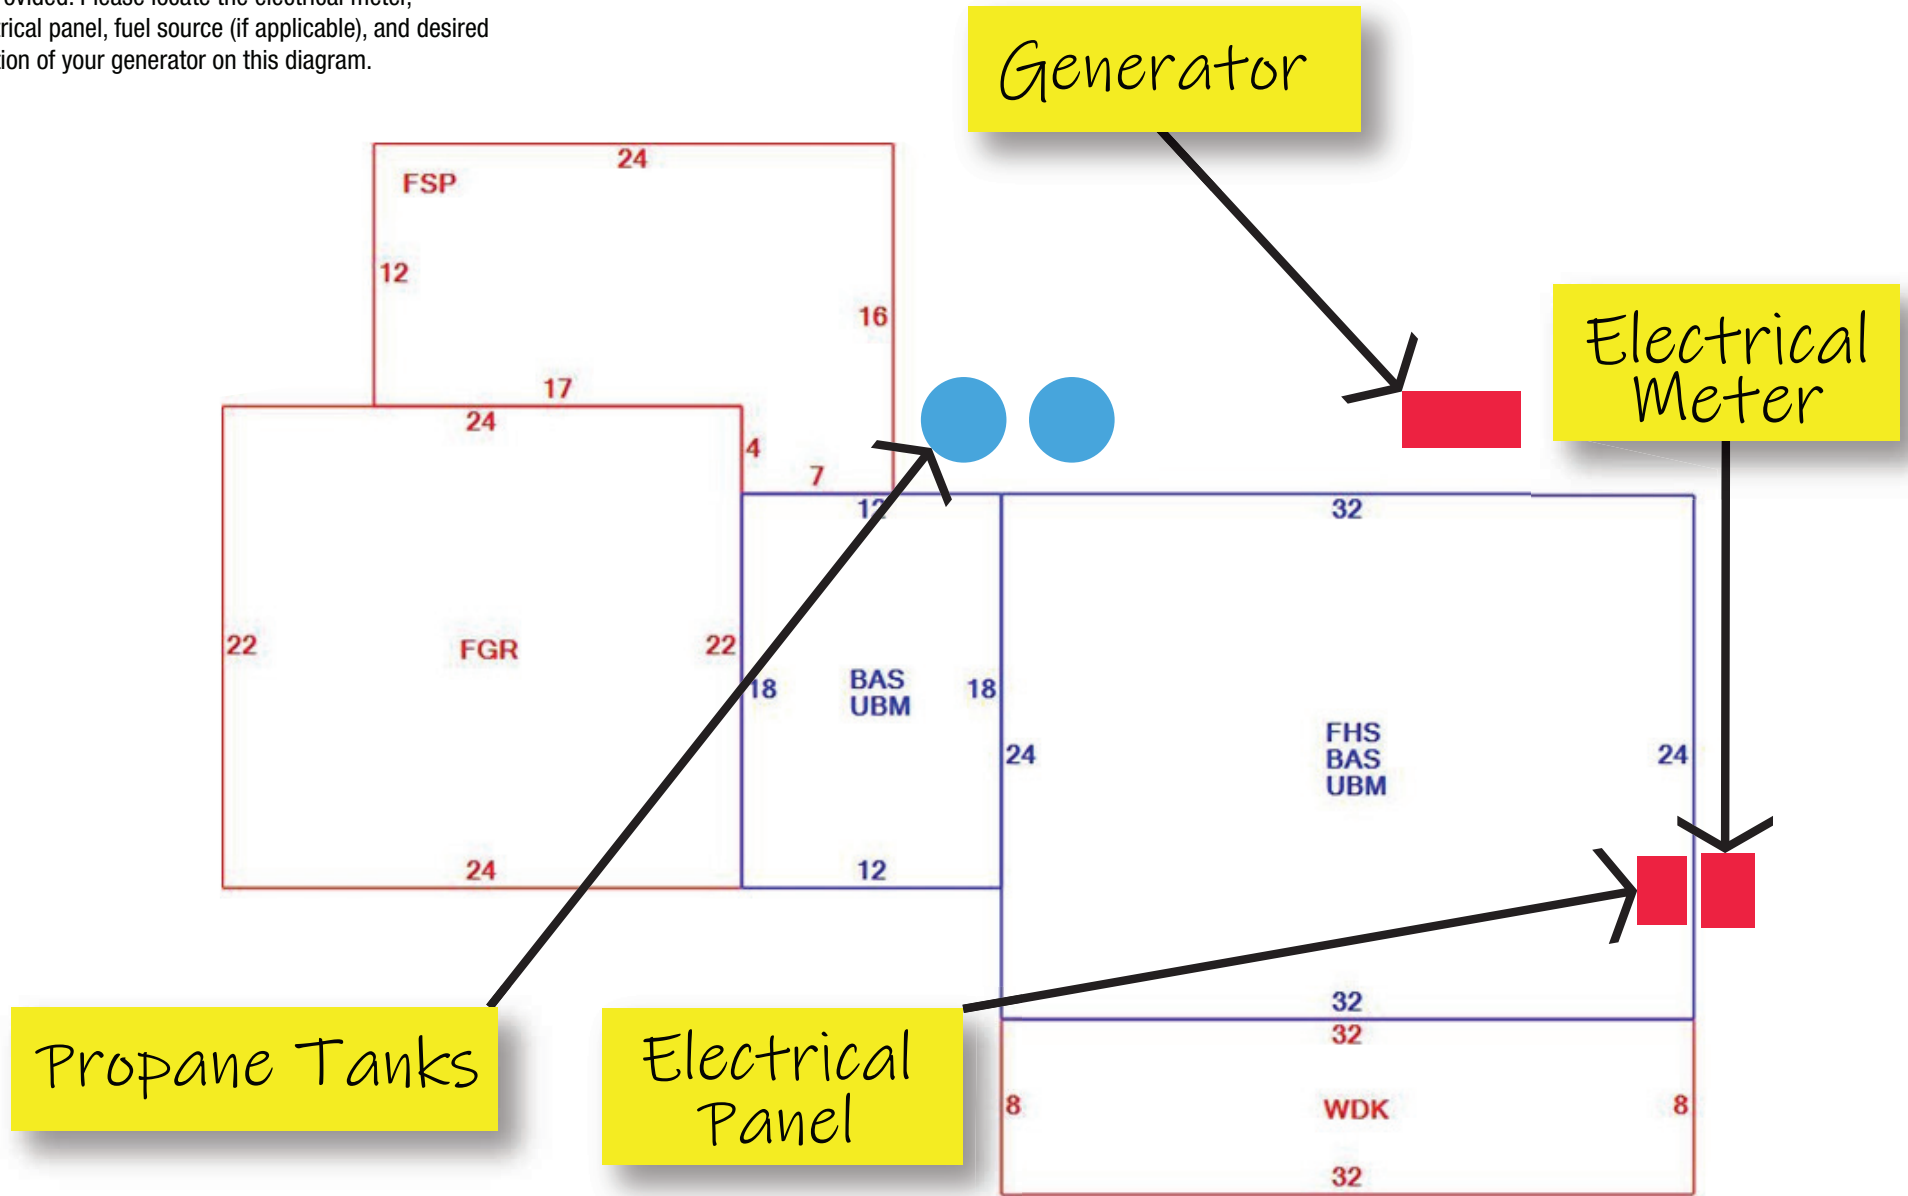 trical panel, fuel source (if applicable), and desired
tion of your generator on this diagram.
Generator
24
FSP
12
16
Electrical
Meter
17
24
4
7
12
32
22
FGR
22
18
BAS
UBM
18
24
FHS
BAS
UBM
24
24
12
32
32
Propane Tanks
Electrical
Panel
8
WDK
8
32